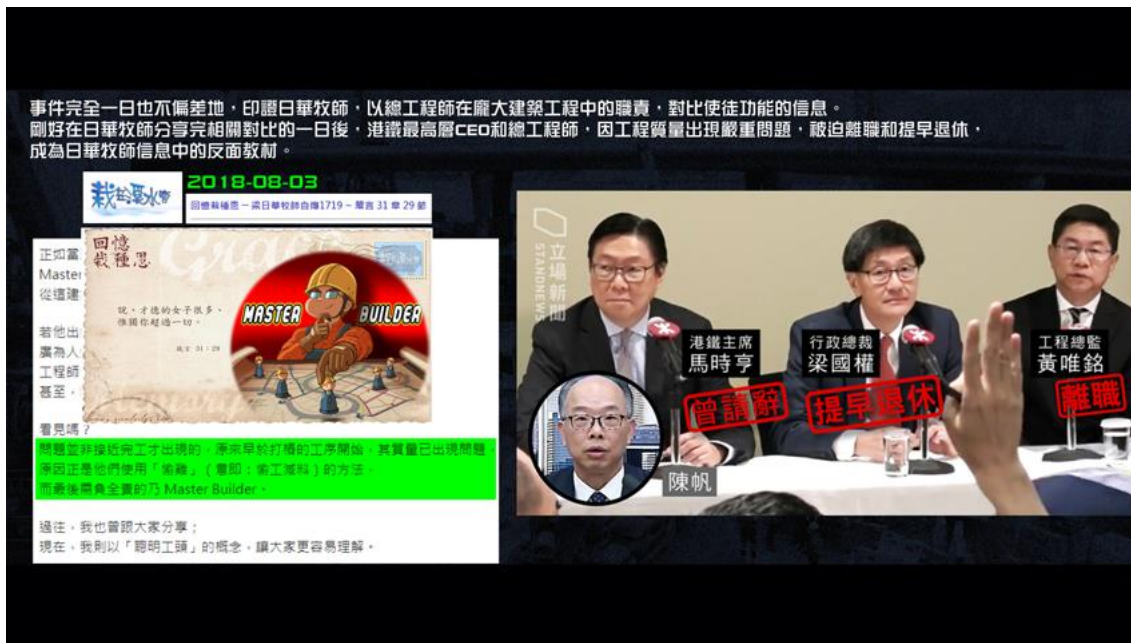 事件完全一日也不偏差地，印證日華牧師，以總工程師在龐大建築工程中的職責，對比使徒功能的信息。
剛好在日華牧師分享完相關對比的一日後，港鐵最高層CEO和總工程師，因工程質量出現嚴重問題，被迫離職和提早退休，
成為日華牧師信息中的反面教材。
栽於溪水旁
2018-08-03
回憶栽種恩 – 梁日華牧師自傳1719 ~ 箴言 31 章 29 節
正如當
Master
從這建
若他出
廣為人
工程師
甚至，
看見嗎？
回憶
栽種恩
Grace
說，才德的女子很多，
惟獨你超過一切。
箴言 31：29
MASTER BUILDER
問題並非接近完工才出現的，原來早於打樁的工序開始，其質量已出現問題，
原因正是他們使用「偷雞」（意即：偷工減料）的方法，
而最後需負全責的乃 Master Builder。
過往，我也曾跟大家分享；
現在，我則以「聰明工頭」的概念，讓大家更容易理解。
立場新聞
STANDNEWS
港鐵主席
馬時亨
曾請辭
行政總裁
梁國權
提早退休
工程總監
黃唯銘
離職
陳帆